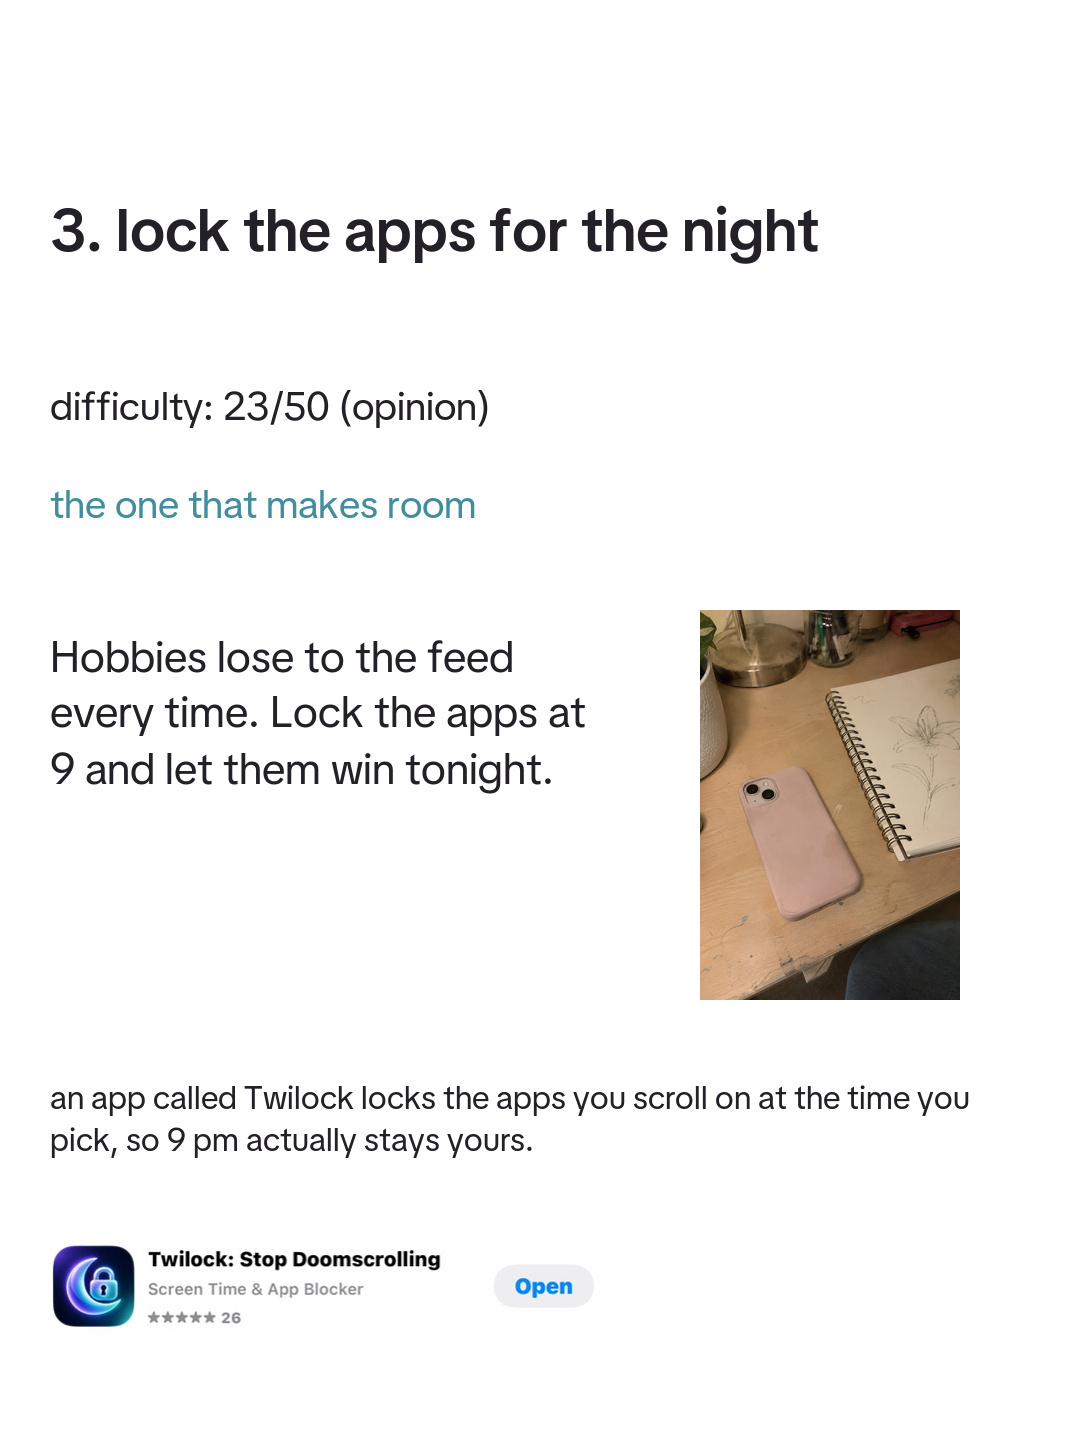 3. lock the apps for the night
difficulty: 23/50 (opinion)
the one that makes room
Hobbies lose to the feed
every time. Lock the apps at
9 and let them win tonight.
an app called Twilock locks the apps you scroll on at the time you
pick, so 9 pm actually stays yours.
Twilock: Stop Doomscrolling
Screen Time & App Blocker
★★★★★ 26
Open